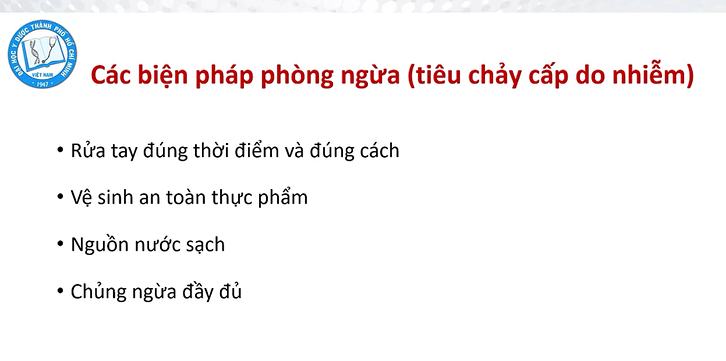 ĐẠI HỌC Y DƯỢC THÀNH PHỐ HỒ CHÍ MINH
VIỆT NAM
1947
Các biện pháp phòng ngừa (tiêu chảy cấp do nhiễm)
• Rửa tay đúng thời điểm và đúng cách
• Vệ sinh an toàn thực phẩm
• Nguồn nước sạch
• Chủng ngừa đầy đủ